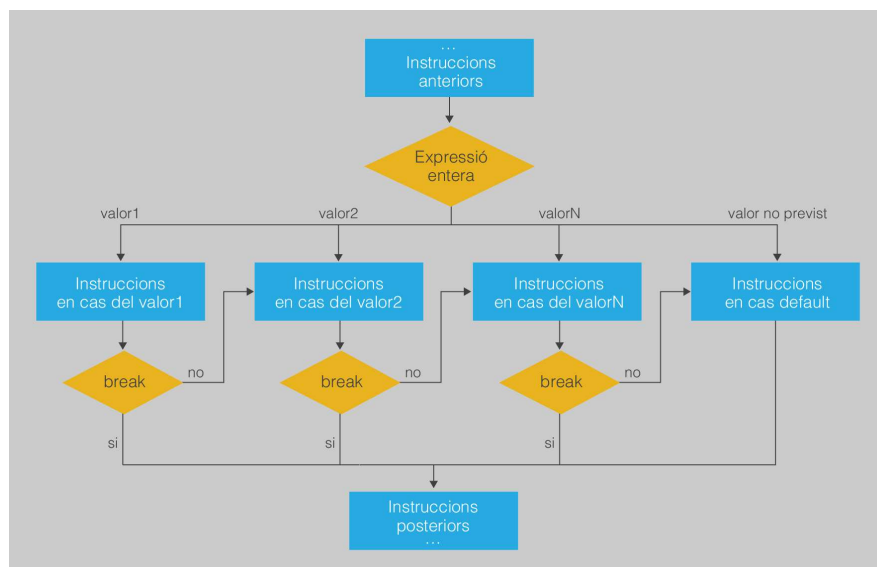 ...
Instruccions
anteriors
Expressió
entera
valor1
valor2
valorN
valor no previst
Instruccions
en cas del valor1
Instruccions
en cas del valor2
Instruccions
en cas del valorN
Instruccions
en cas default
break
no
break
no
break
no
si
si
si
Instruccions
posteriors
...